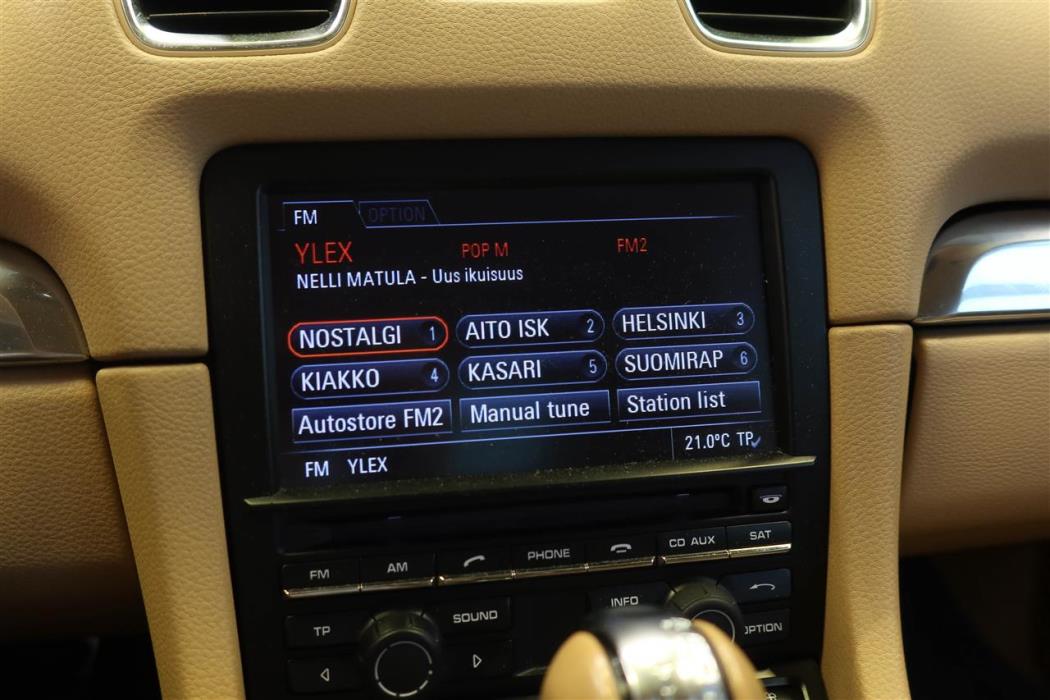 FM OPTION
YLEX POP M FM2
NELLI MATULA - Uus ikuisuus
NOSTALGI 1 AITO ISK 2 HELSINKI 3
KIAKKO 4 KASARI 5 SUOMIRAP 6
Autostore FM2 Manual tune Station list
FM YLEX 21.0°C TP
FM AM PHONE CD AUX SAT
TP SOUND INFO
OPTION